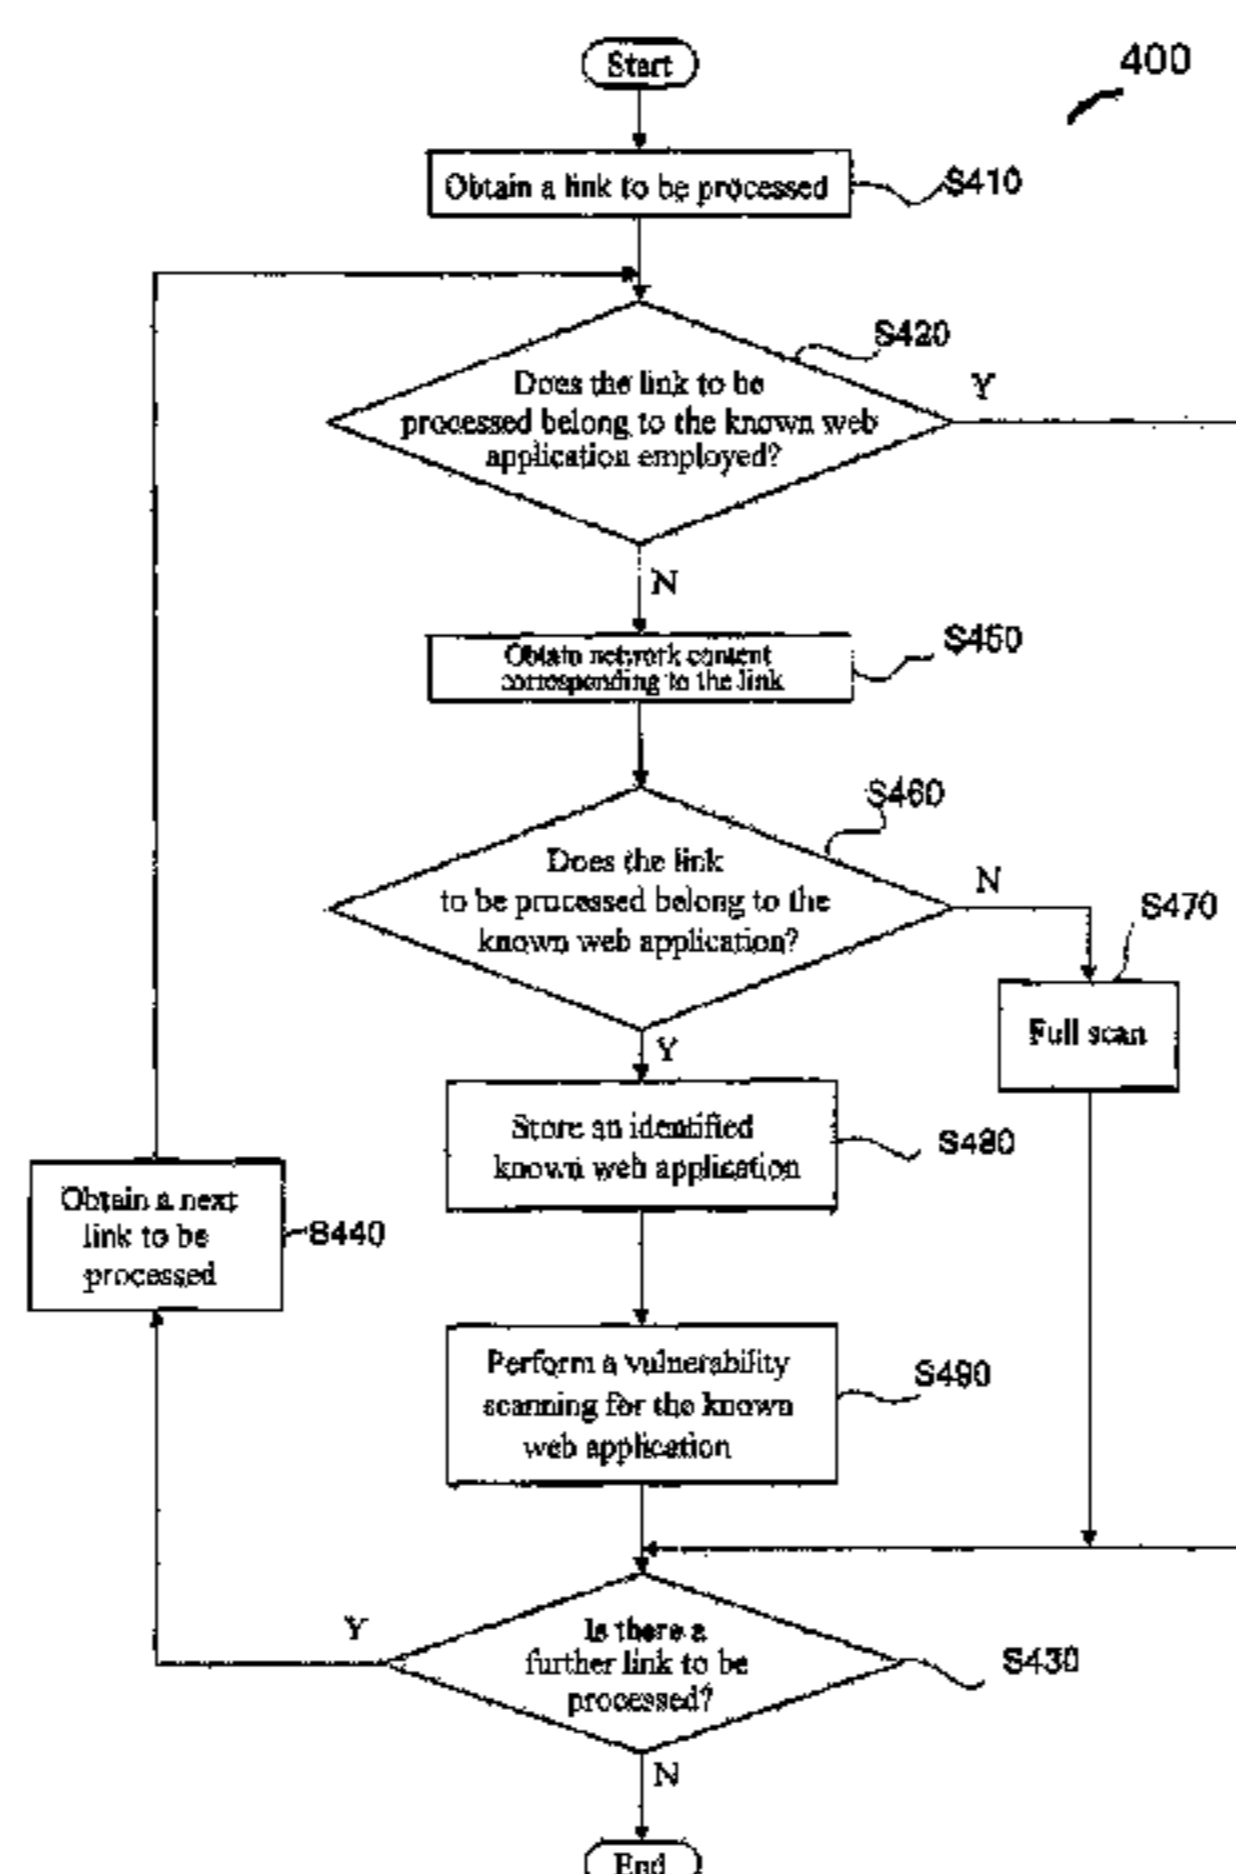 Start
400
Obtain a link to be processed
S410
S420
Does the link to be
processed belong to the known web
application employed?
Y
N
S450
Obtain network content
corresponding to the link
S460
Does the link
to be processed belong to the
known web application?
N
S470
Full scan
Y
Store an identified
known web application
S480
Obtain a next
link to be
processed
S440
Perform a vulnerability
scanning for the known
web application
S490
Y
Is there a
further link to be
processed?
S430
N
End